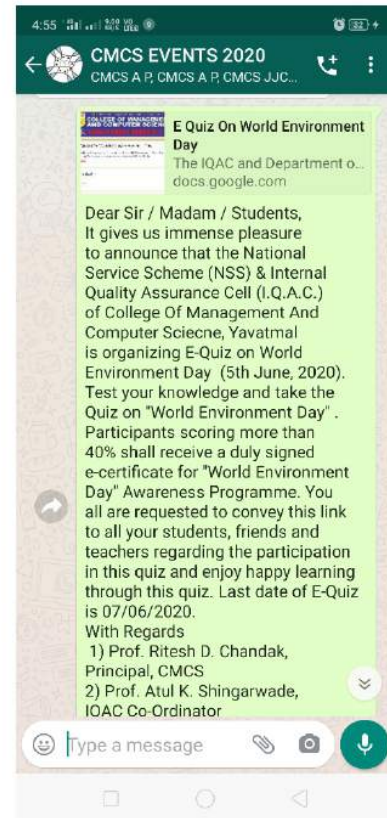 4:55
32
CMCS EVENTS 2020
CMCS A P, CMCS A P, CMCS JJC...
COLLEGE OF MANAGEMENT
AND COMPUTER SCIENCE
E Quiz On World Environment
Day
The IQAC and Department o...
docs.google.com
Dear Sir / Madam / Students,
It gives us immense pleasure
to announce that the National
Service Scheme (NSS) & Internal
Quality Assurance Cell (I.Q.A.C.)
of College Of Management And
Computer Sciecne, Yavatmal
is organizing E-Quiz on World
Environment Day (5th June, 2020).
Test your knowledge and take the
Quiz on "World Environment Day" .
Participants scoring more than
40% shall receive a duly signed
e-certificate for "World Environment
Day" Awareness Programme. You
all are requested to convey this link
to all your students, friends and
teachers regarding the participation
in this quiz and enjoy happy learning
through this quiz. Last date of E-Quiz
is 07/06/2020.
With Regards
1) Prof. Ritesh D. Chandak,
Principal, CMCS
2) Prof. Atul K. Shingarwade,
IQAC Co-Ordinator
Type a message